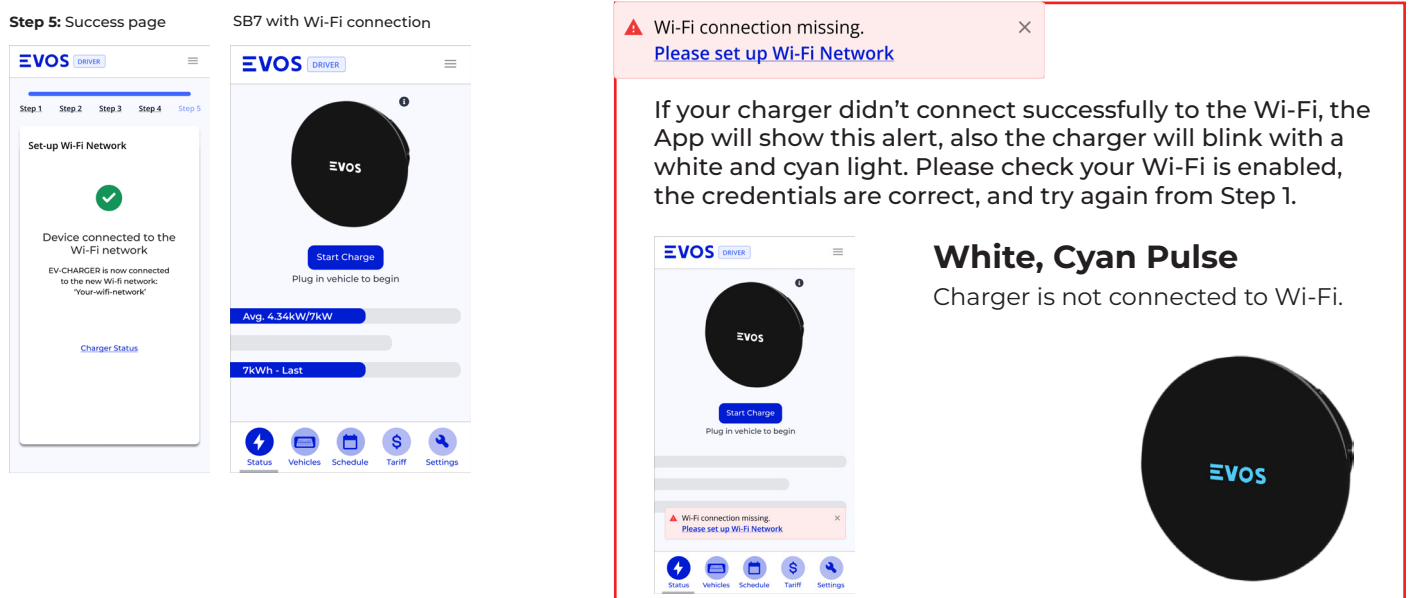 Step 5: Success page
EVOS DRIVER
Step 1 Step 2 Step 3 Step 4 Step 5
Set-up Wi-Fi Network
Device connected to the
Wi-Fi network
EV-CHARGER is now connected
to the new Wi-fi network:
'Your-wifi-network'
Charger Status
SB7 with Wi-Fi connection
EVOS DRIVER
EVOS
Start Charge
Plug in vehicle to begin
Avg. 4.34kW/7kW
7kWh - Last
Status Vehicles Schedule Tariff Settings
Wi-Fi connection missing.
Please set up Wi-Fi Network
If your charger didn’t connect successfully to the Wi-Fi, the
App will show this alert, also the charger will blink with a
white and cyan light. Please check your Wi-Fi is enabled,
the credentials are correct, and try again from Step 1.
EVOS DRIVER
EVOS
Start Charge
Plug in vehicle to begin
Wi-Fi connection missing.
Please set up Wi-Fi Network
Status Vehicles Schedule Tariff Settings
White, Cyan Pulse
Charger is not connected to Wi-Fi.
EVOS